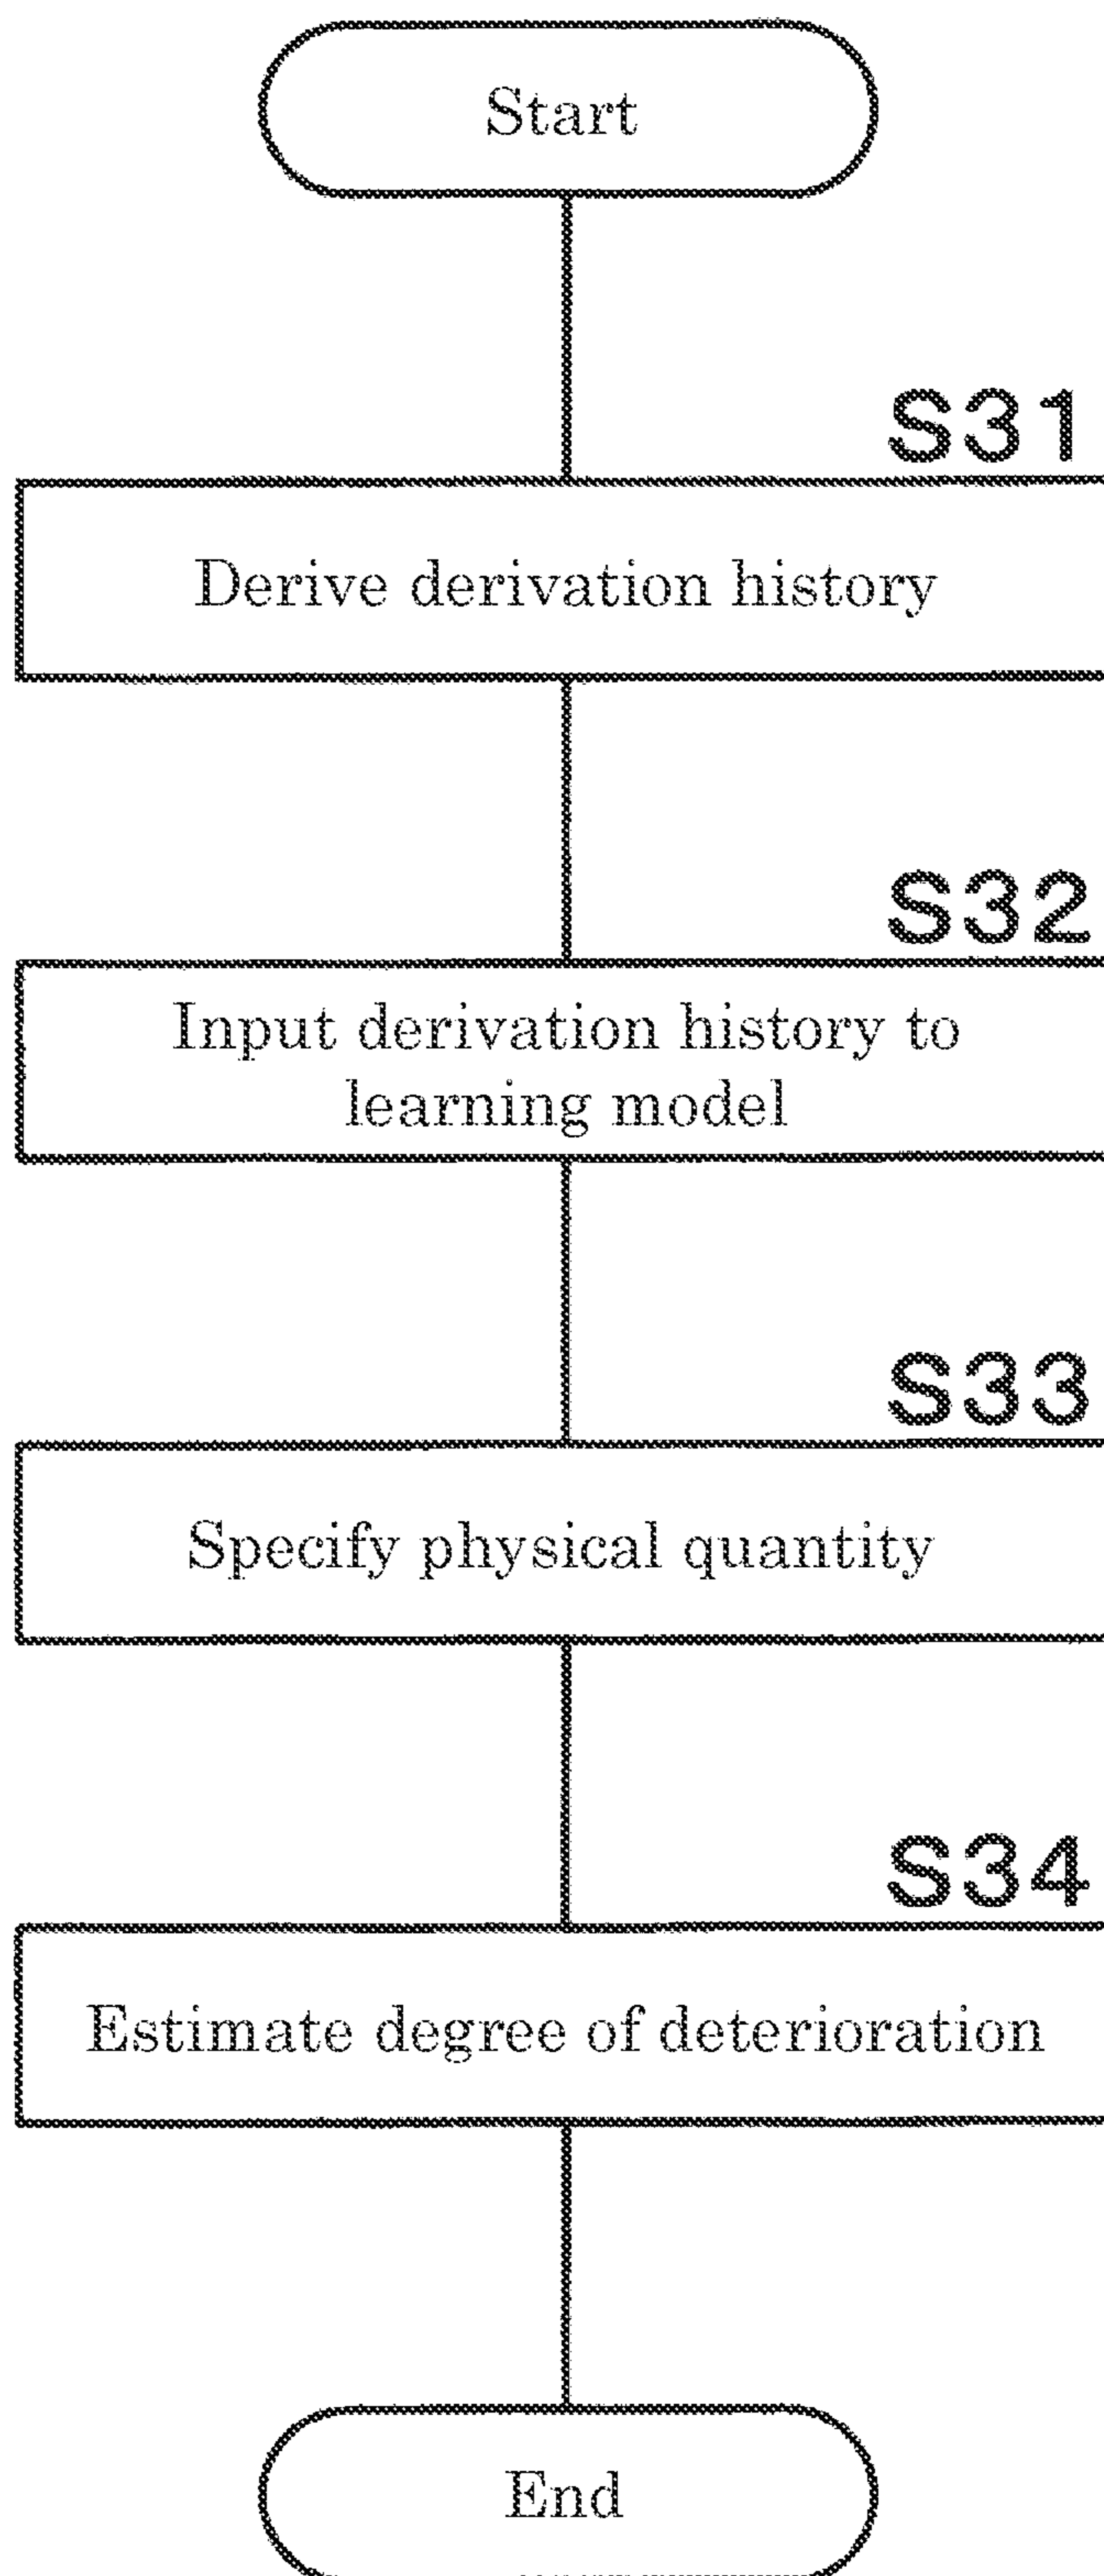 Start
S31
Derive derivation history
S32
Input derivation history to
learning model
S33
Specify physical quantity
S34
Estimate degree of deterioration
End